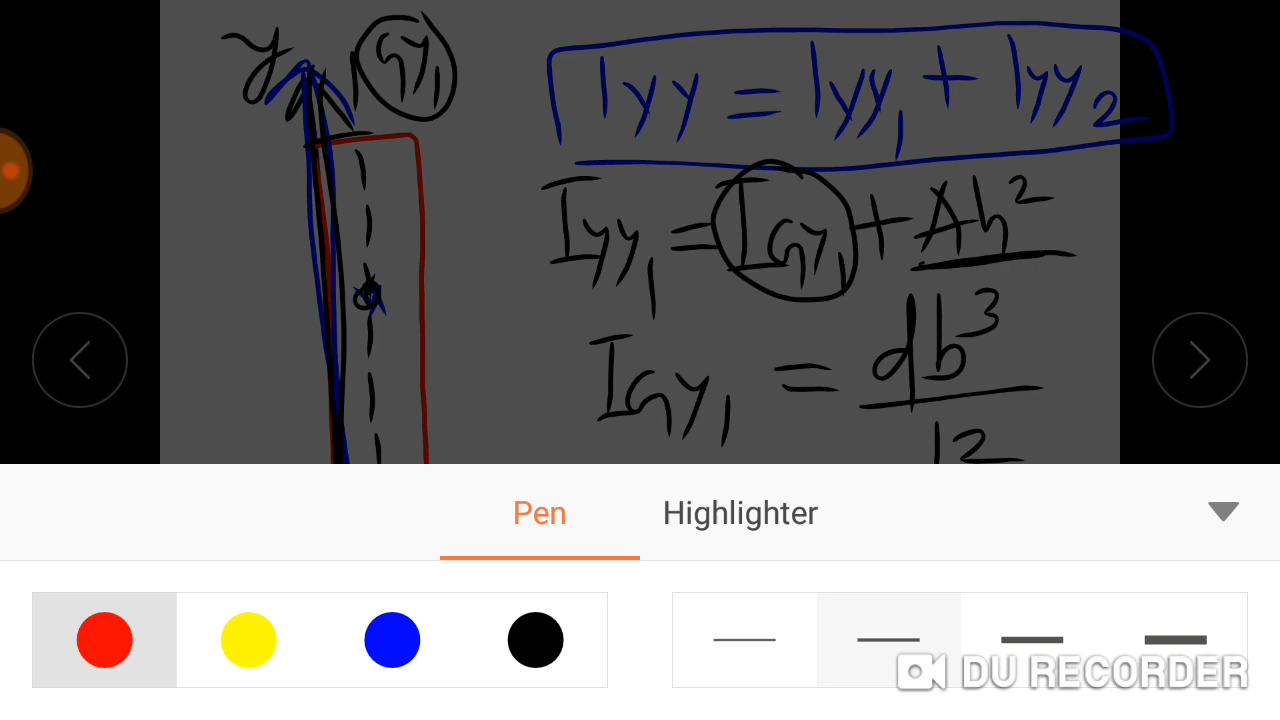 y
Gy₁
Iyy = Iyy₁ + Iyy₂
Iyy₁ = IGy₁ + Ah²
IGy₁ = db³
12
Pen Highlighter
DU RECORDER